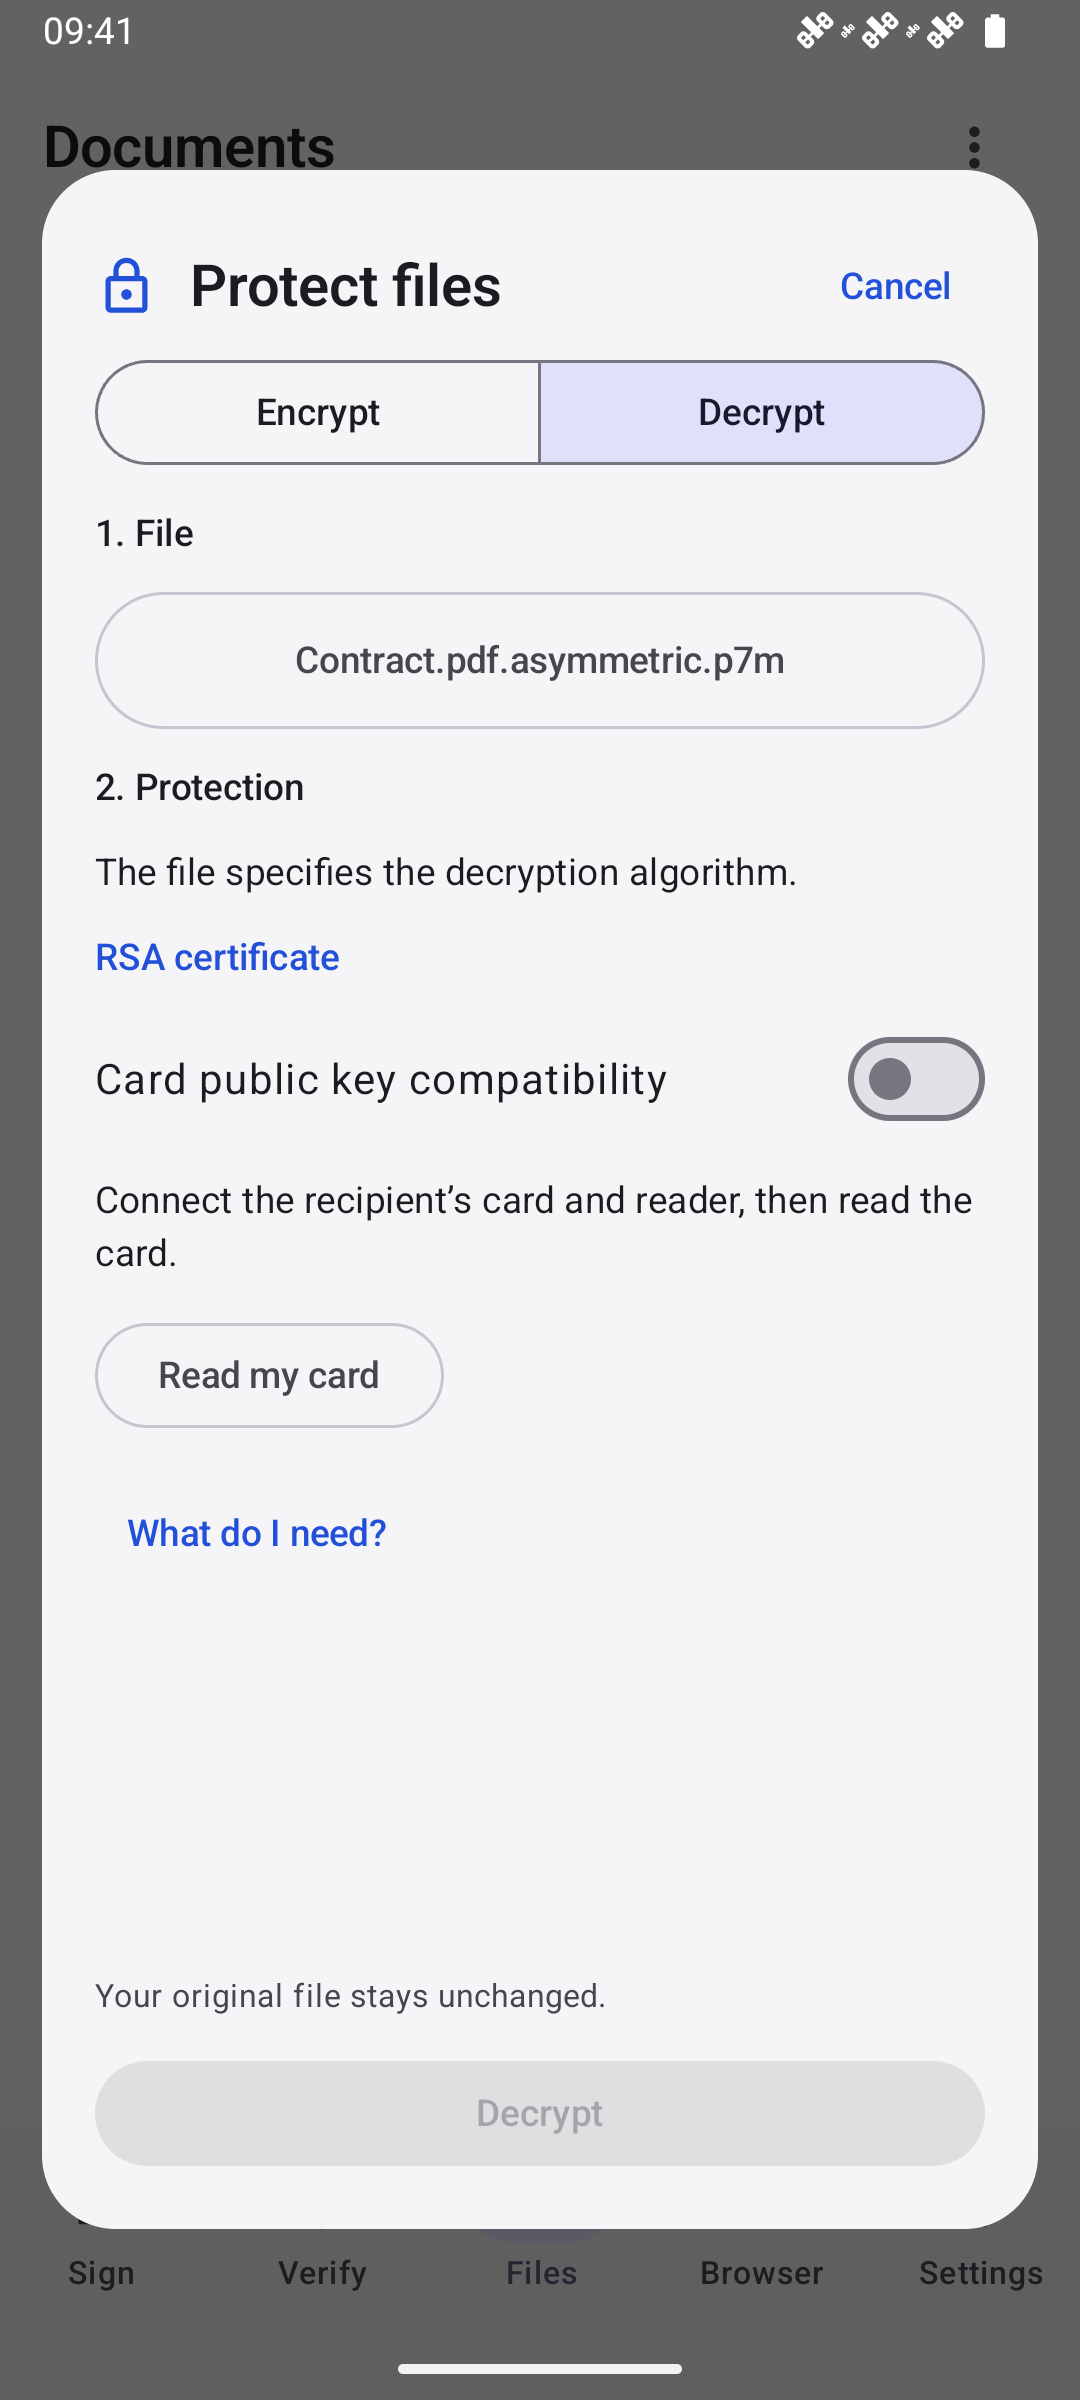 09:41
Documents
Protect files
Cancel
Encrypt
Decrypt
1. File
Contract.pdf.asymmetric.p7m
2. Protection
The file specifies the decryption algorithm.
RSA certificate
Card public key compatibility
Connect the recipient’s card and reader, then read the
card.
Read my card
What do I need?
Your original file stays unchanged.
Decrypt
Sign
Verify
Files
Browser
Settings